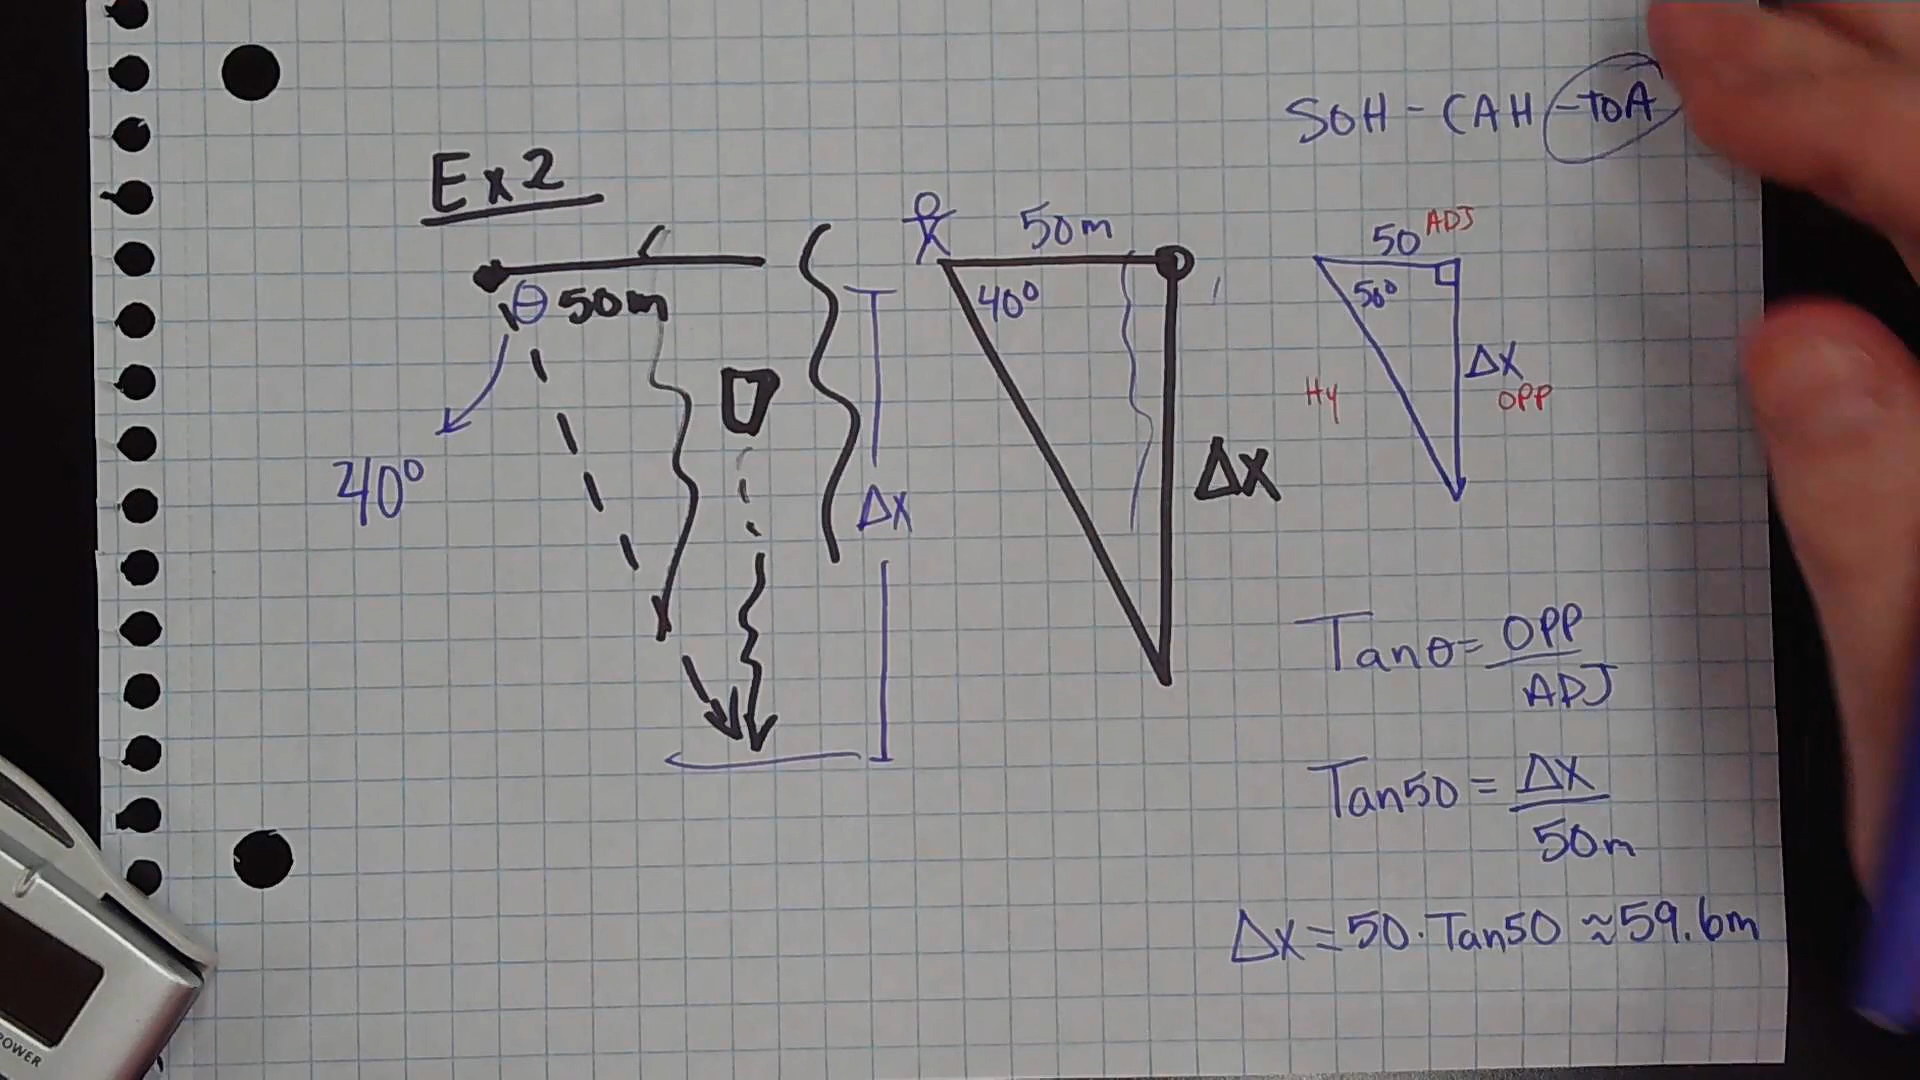 SOH - CAH - TOA
Ex2
50m
50 ADJ
θ 50m
40°
50°
ΔX
Hy
OPP
40°
ΔX
ΔX
Tanθ = OPP
ADJ
Tan50 = ΔX
50m
ΔX = 50 · Tan50 ≈ 59.6m
POWER